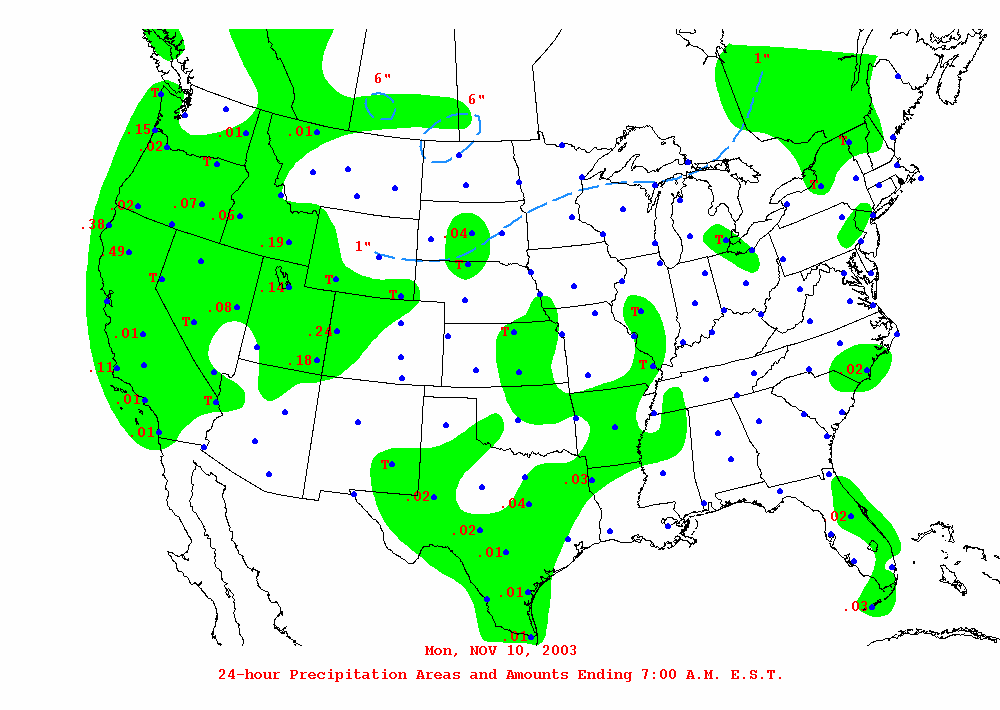 1"
6"
6"
T
.15
.02
.01
.01
T
T
T
.02
.07
.05
.38
.04
T
49
.19
1"
T
T
T
.14
T
.08
T
T
.01
.24
T
.11
.18
T
02
.01
T
.01
T
.03
.02
.04
02
.02
.01
.01
.03
.01
Mon, NOV 10, 2003
24-hour Precipitation Areas and Amounts Ending 7:00 A.M. E.S.T.